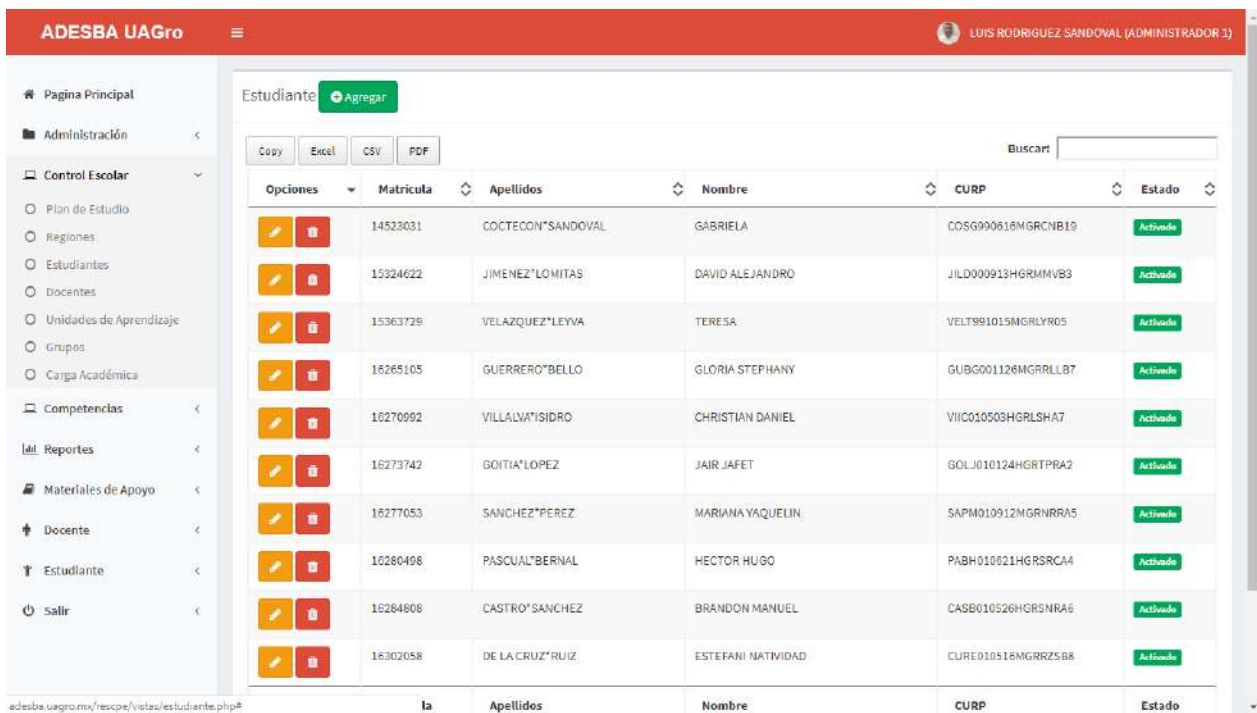 ADESBA UAGro
LUIS RODRIGUEZ SANDOVAL (ADMINISTRADOR 1)
Pagina Principal
Administración
Control Escolar
Plan de Estudio
Regiones
Estudiantes
Docentes
Unidades de Aprendizaje
Grupos
Carga Académica
Competencias
Reportes
Materiales de Apoyo
Docente
Estudiante
Salir
Estudiante Agregar
Copy Excel CSV PDF Buscar:
Opciones Matricula Apellidos Nombre CURP Estado
14523031 COCTECON*SANDOVAL GABRIELA COSG990616MGRCNB19 Activado
15324622 JIMENEZ*LOMITAS DAVID ALEJANDRO JILD000913HGRMMVB3 Activado
15363729 VELAZQUEZ*LEYVA TERESA VELT991015MGRLYR05 Activado
16265105 GUERRERO*BELLO GLORIA STEPHANY GUBG001126MGRRLLB7 Activado
16270992 VILLALVA*ISIDRO CHRISTIAN DANIEL VIIC010503HGRLSHA7 Activado
16273742 GOITIA*LOPEZ JAIR JAFET GOLJ010124HGRTPRA2 Activado
16277053 SANCHEZ*PEREZ MARIANA YAQUELIN SAPM010912MGRNRRA5 Activado
16280498 PASCUAL*BERNAL HECTOR HUGO PABH010621HGRSRCA4 Activado
16284808 CASTRO*SANCHEZ BRANDON MANUEL CASB010526HGRSNRA6 Activado
16302058 DE LA CRUZ*RUIZ ESTEFANI NATIVIDAD CURE010516MGRRZSB8 Activado
la Apellidos Nombre CURP Estado
adesba.uagro.mx/rescpe/vistas/estudiante.php#